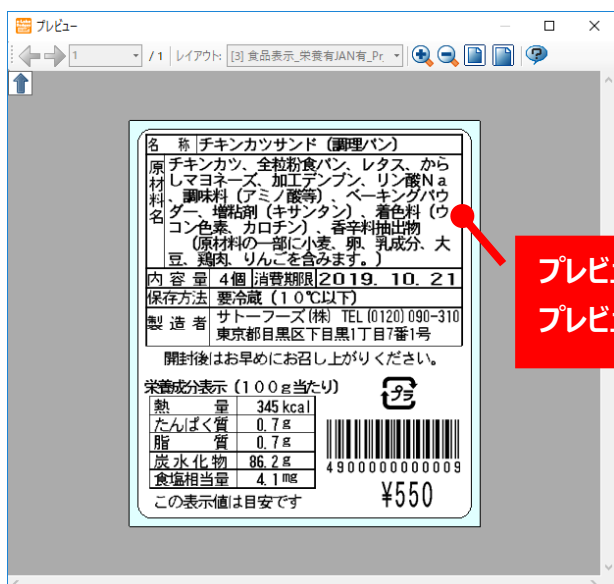 プレビュー
1 / 1 レイアウト: [3] 食品表示_栄養有JAN有_Pr
名 称 チキンカツサンド (調理パン)
原材料名 チキンカツ、全粒粉食パン、レタス、から
しマヨネーズ、加工デンプン、リン酸Na
、調味料 (アミノ酸等) 、ベーキングパウ
ダー、増粘剤 (キサンタン) 、着色料 (ウ
コン色素、カロチン) 、香辛料抽出物
(原材料の一部に小麦、卵、乳成分、大
豆、鶏肉、りんごを含みます。)
内 容 量 4個 消費期限 2019. 10. 21
保存方法 要冷蔵 (10℃以下)
製 造 者 サトーフーズ(株) TEL (0120) 090-310
東京都目黒区下目黒1丁目7番1号
開封後はお早めにお召し上がりください。
栄養成分表示 (100g当たり)
プラ
熱 量 345 kcal
たんぱく質 0.7g
脂 質 0.7g
炭水化物 86.2g
食塩相当量 4.1mg
4900000000009
この表示値は目安です
¥550
プレビ
プレビ